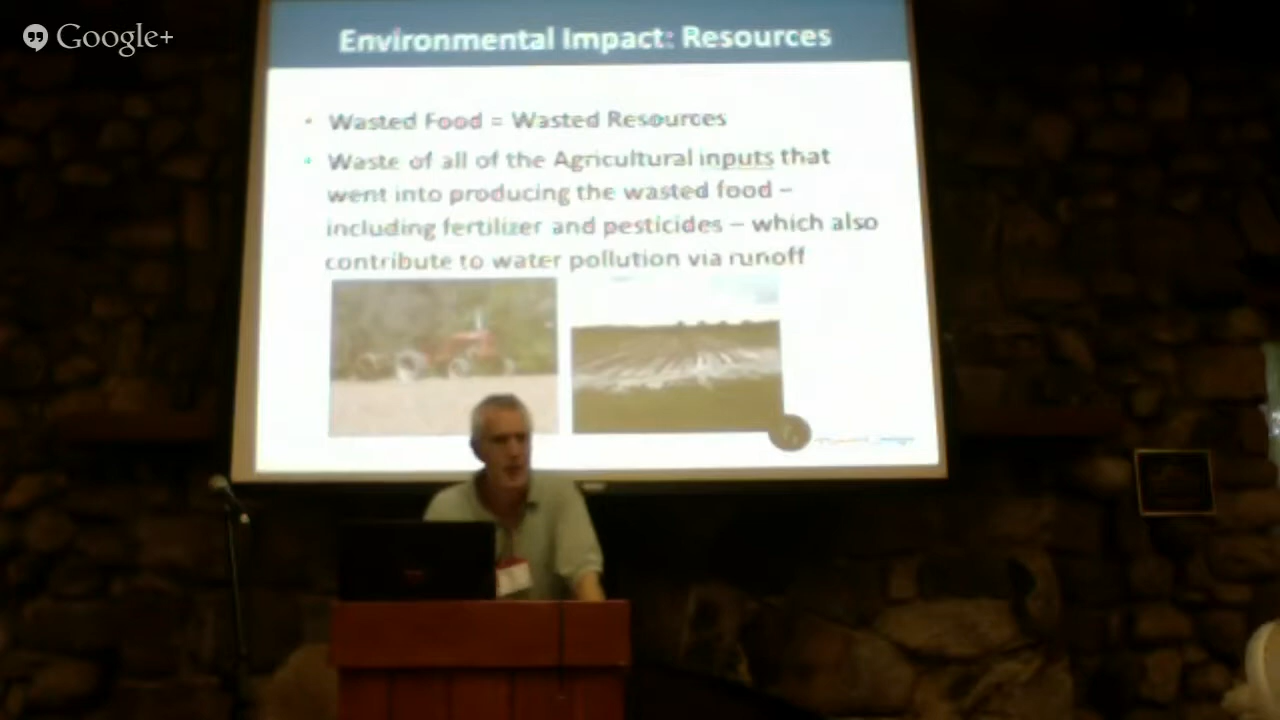 Google+
Environmental Impact: Resources
• Wasted Food = Wasted Resources
• Waste of all of the Agricultural inputs that
went into producing the wasted food –
including fertilizer and pesticides – which also
contribute to water pollution via runoff